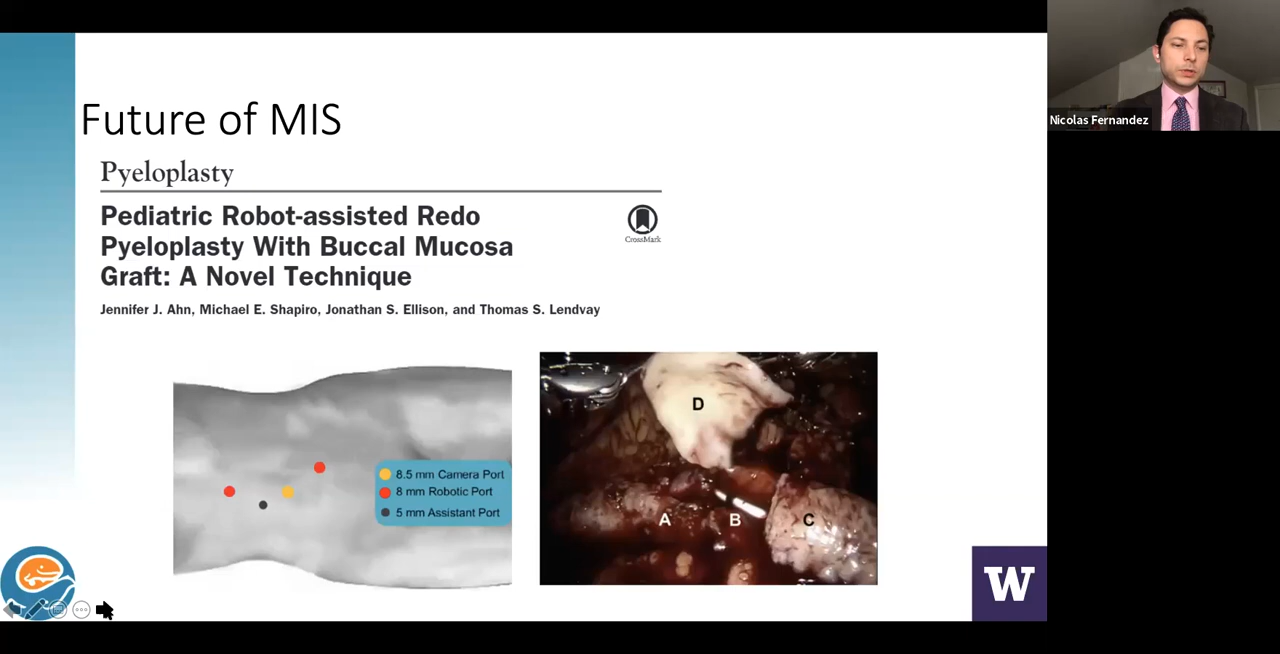 Future of MIS
Pyeloplasty
Pediatric Robot-assisted Redo
Pyeloplasty With Buccal Mucosa
Graft: A Novel Technique
CrossMark
Jennifer J. Ahn, Michael E. Shapiro, Jonathan S. Ellison, and Thomas S. Lendvay
8.5 mm Camera Port
8 mm Robotic Port
5 mm Assistant Port
D
A
B
C
W
Nicolas Fernandez